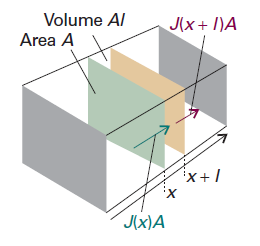 Volume Al
Area A
J(x + l)A
x + l
x
J(x)A